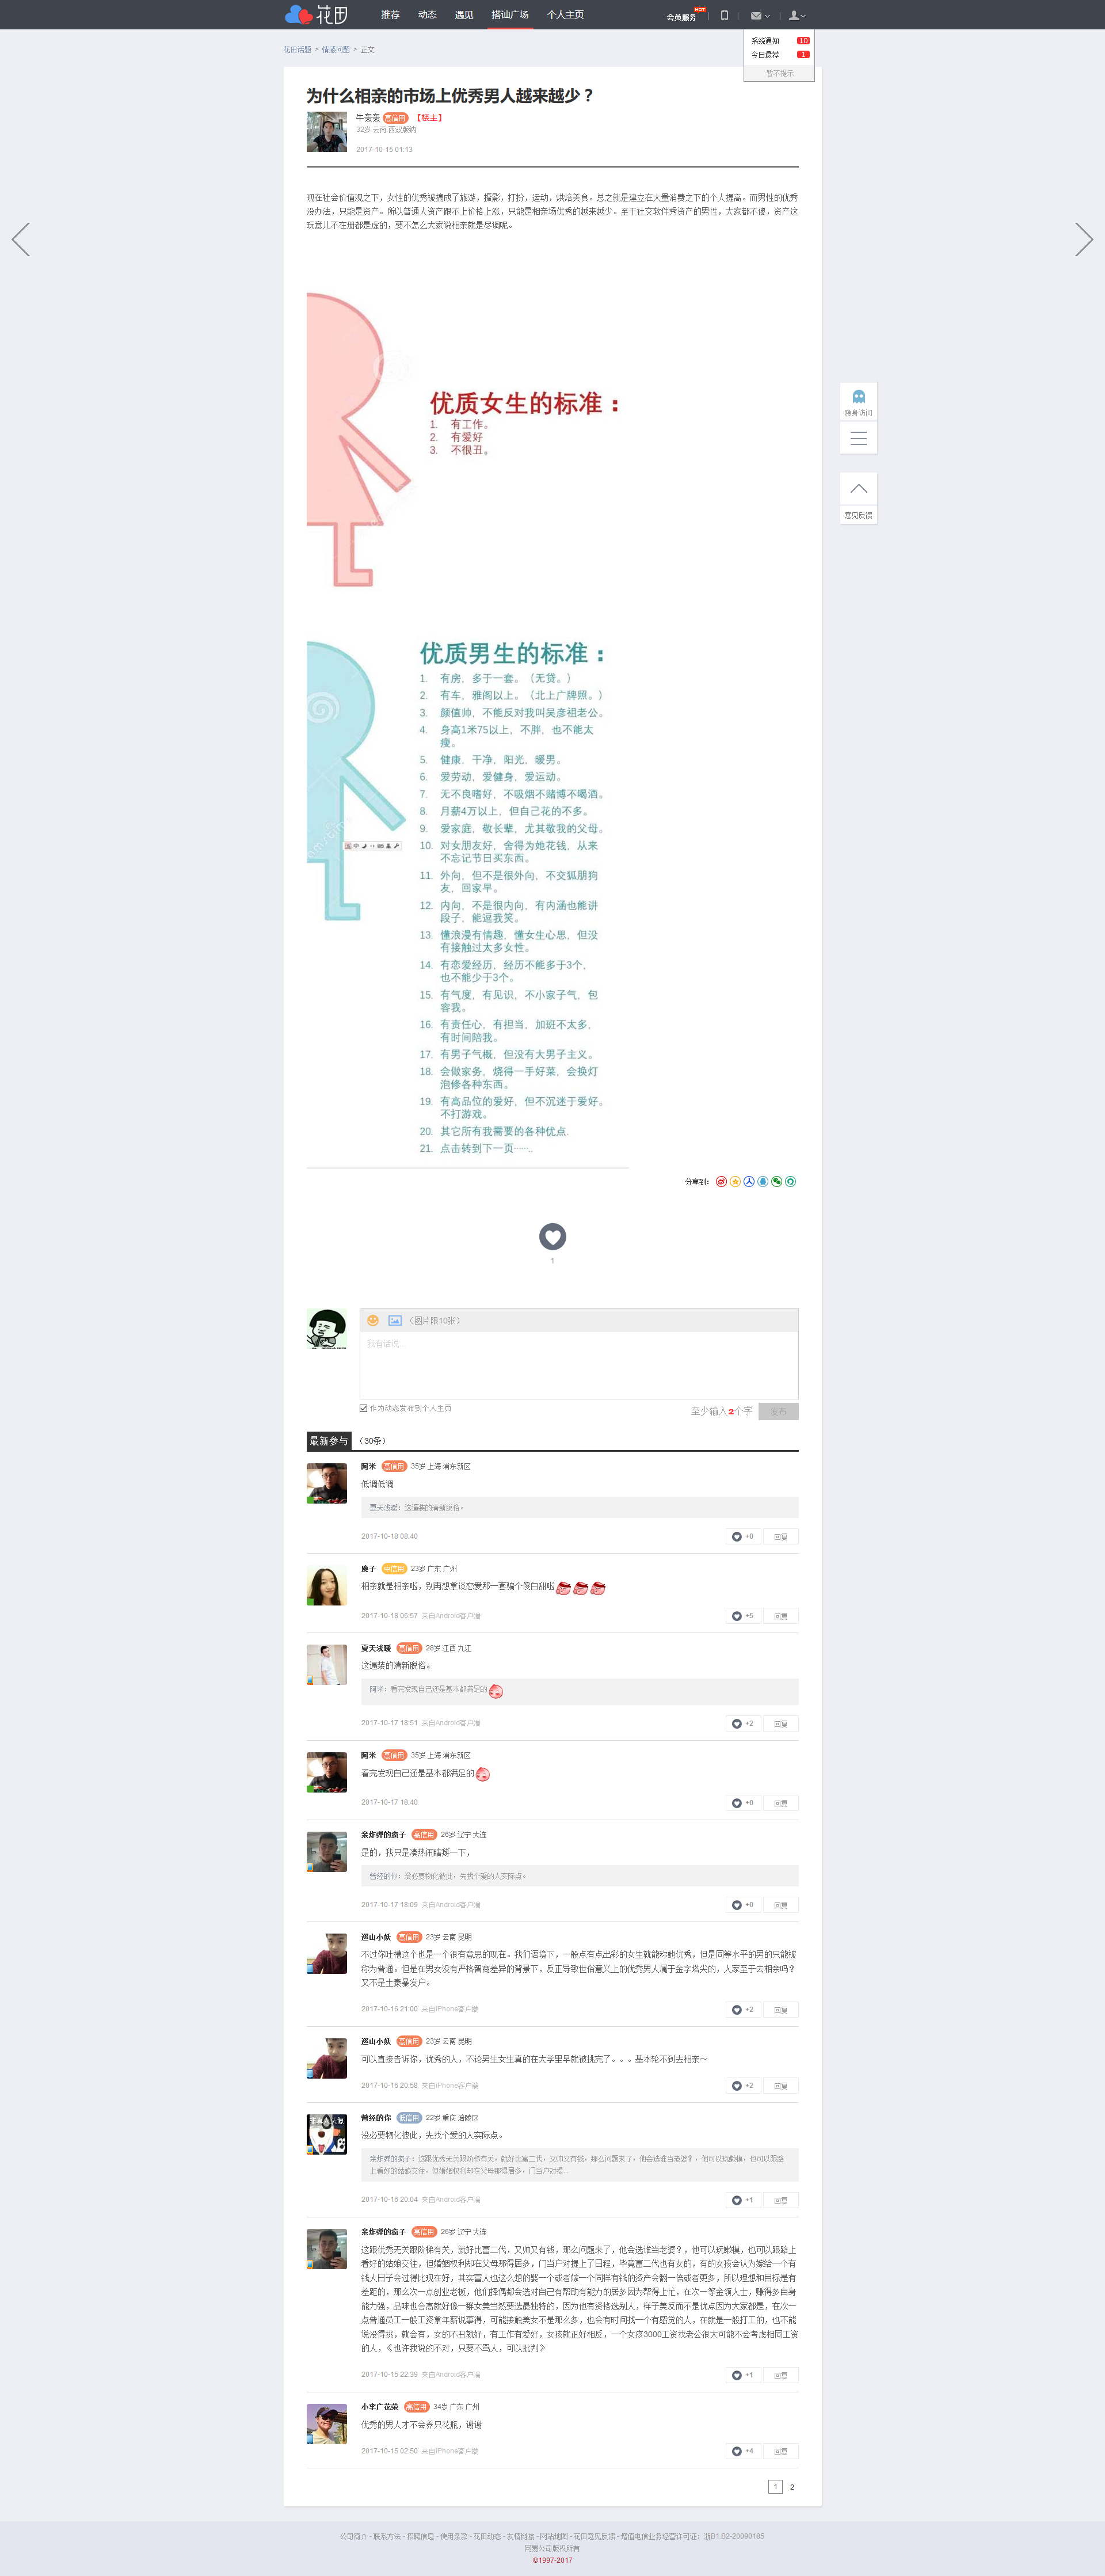 花田 推荐 动态 遇见 搭讪广场 个人主页 会员服务 HOT
系统通知 10
今日最荐 1
暂不提示
花田话题 > 情感问题 > 正文
为什么相亲的市场上优秀男人越来越少？
牛轰轰 高信用 【楼主】
32岁 云南 西双版纳
2017-10-15 01:13
现在社会价值观之下，女性的优秀被搞成了旅游，摄影，打扮，运动，烘焙美食。总之就是建立在大量消费之下的个人提高。而男性的优秀
没办法，只能是资产。所以普通人资产跟不上价格上涨，只能是相亲场优秀的越来越少。至于社交软件秀资产的男性，大家都不傻，资产这
玩意儿不在册都是虚的，要不怎么大家说相亲就是尽调呢。
优质女生的标准：
1. 有工作。
2. 有爱好
3. 不很丑。
隐身访问
意见反馈
优质男生的标准：
1. 有房，多于一套。（无贷。）
2. 有车，雅阁以上。（北上广牌照。）
3. 颜值帅，不能反对我叫吴彦祖老公。
4. 身高1米75以上，不胖，也不能太
瘦。
5. 健康，干净，阳光，暖男。
6. 爱劳动，爱健身，爱运动。
7. 无不良嗜好，不吸烟不赌博不喝酒。
8. 月薪4万以上，但自己花的不多。
9. 爱家庭，敬长辈，尤其敬我的父母。
10. 对女朋友好，舍得为她花钱，从来
不忘记节日买东西。
11. 外向，但不是很外向，不交狐朋狗
友，回家早。
12. 内向，不是很内向，有内涵也能讲
段子，能逗我笑。
13. 懂浪漫有情趣，懂女生心思，但没
有接触过太多女性。
14. 有恋爱经历，经历不能多于3个，
也不能少于3个。
15. 有气度，有见识，不小家子气，包
容我。
16. 有责任心，有担当，加班不太多，
有时间陪我。
17. 有男子气概，但没有大男子主义。
18. 会做家务，烧得一手好菜，会换灯
泡修各种东西。
19. 有高品位的爱好，但不沉迷于爱好。
不打游戏。
20. 其它所有我需要的各种优点.
21. 点击转到下一页……..
分享到：
1
（图片限10张）
我有话说...
作为动态发布到个人主页 至少输入2个字 发布
最新参与 （30条）
阿米 高信用 35岁 上海 浦东新区
低调低调
夏天浅暖：这逼装的清新脱俗。
2017-10-18 08:40 +0 回复
麂子 中信用 23岁 广东 广州
相亲就是相亲啦，别再想拿谈恋爱那一套骗个傻白甜啦
2017-10-18 06:57 来自Android客户端 +5 回复
夏天浅暖 高信用 28岁 江西 九江
这逼装的清新脱俗。
阿米：看完发现自己还是基本都满足的
2017-10-17 18:51 来自Android客户端 +2 回复
阿米 高信用 35岁 上海 浦东新区
看完发现自己还是基本都满足的
2017-10-17 18:40 +0 回复
亲炸弹的疯子 高信用 26岁 辽宁 大连
是的，我只是凑热闹瞎掰一下，
曾经的你：没必要物化彼此，先找个爱的人实际点。
2017-10-17 18:09 来自Android客户端 +0 回复
巡山小妖 高信用 23岁 云南 昆明
不过你吐槽这个也是一个很有意思的现在。我们语境下，一般点有点出彩的女生就能称她优秀，但是同等水平的男的只能被
称为普通。但是在男女没有严格智商差异的背景下，反正导致世俗意义上的优秀男人属于金字塔尖的，人家至于去相亲吗？
又不是土豪暴发户。
2017-10-16 21:00 来自iPhone客户端 +2 回复
巡山小妖 高信用 23岁 云南 昆明
可以直接告诉你，优秀的人，不论男生女生真的在大学里早就被挑完了。。。基本轮不到去相亲～
2017-10-16 20:58 来自iPhone客户端 +2 回复
曾经的你 低信用 22岁 重庆 涪陵区
没必要物化彼此，先找个爱的人实际点。
亲炸弹的疯子：这跟优秀无关跟阶梯有关，就好比富二代，又帅又有钱，那么问题来了，他会选谁当老婆？，他可以玩嫩模，也可以跟踏
上看好的姑娘交往，但婚姻权利却在父母那得居多，门当户对提...
2017-10-16 20:04 来自Android客户端 +1 回复
亲炸弹的疯子 高信用 26岁 辽宁 大连
这跟优秀无关跟阶梯有关，就好比富二代，又帅又有钱，那么问题来了，他会选谁当老婆？，他可以玩嫩模，也可以跟踏上
看好的姑娘交往，但婚姻权利却在父母那得居多，门当户对提上了日程，毕竟富二代也有女的，有的女孩会认为嫁给一个有
钱人日子会过得比现在好，其实富人也这么想的娶一个或者嫁一个同样有钱的资产会翻一倍或者更多，所以理想和目标是有
差距的，那么次一点创业老板，他们择偶都会选对自己有帮助有能力的居多因为帮得上忙，在次一等金领人士，赚得多自身
能力强，品味也会高就好像一群女美当然要选最独特的，因为他有资格选别人，样子美反而不是优点因为大家都是，在次一
点普通员工一般工资拿年薪说事得，可能接触美女不是那么多，也会有时间找一个有感觉的人，在就是一般打工的，也不能
说没得挑，就会有，女的不丑就好，有工作有爱好，女孩就正好相反，一个女孩3000工资找老公很大可能不会考虑相同工资
的人，《也许我说的不对，只要不骂人，可以批判》
2017-10-15 22:39 来自Android客户端 +1 回复
小李广花荣 高信用 34岁 广东 广州
优秀的男人才不会养只花瓶，谢谢
2017-10-15 02:50 来自iPhone客户端 +4 回复
1 2
公司简介 - 联系方法 - 招聘信息 - 使用条款 - 花田动态 - 友情链接 - 网站地图 - 花田意见反馈 - 增值电信业务经营许可证：浙B1.B2-20090185
网易公司版权所有
©1997-2017